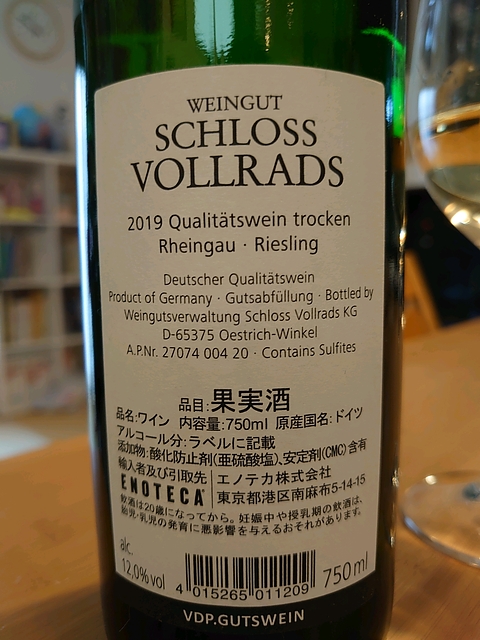 WEINGUT
SCHLOSS
VOLLRADS
2019 Qualitätswein trocken
Rheingau · Riesling
Deutscher Qualitätswein
Product of Germany · Gutsabfüllung · Bottled by
Weingutsverwaltung Schloss Vollrads KG
D-65375 Oestrich-Winkel
A.P.Nr. 27074 004 20 · Contains Sulfites
品目:果実酒
品名:ワイン 内容量:750ml 原産国名:ドイツ
アルコール分:ラベルに記載
添加物:酸化防止剤(亜硫酸塩)、安定剤(CMC)含有
輸入者及び引取先 エノテカ株式会社
ENOTECA 東京都港区南麻布5-14-15
飲酒は20歳になってから。妊娠中や授乳期の飲酒は、
胎児・乳児の発育に悪影響を与えるおそれがあります。
alc.
12,0% vol
4 015265 011209
750 ml
VDP.GUTSWEIN